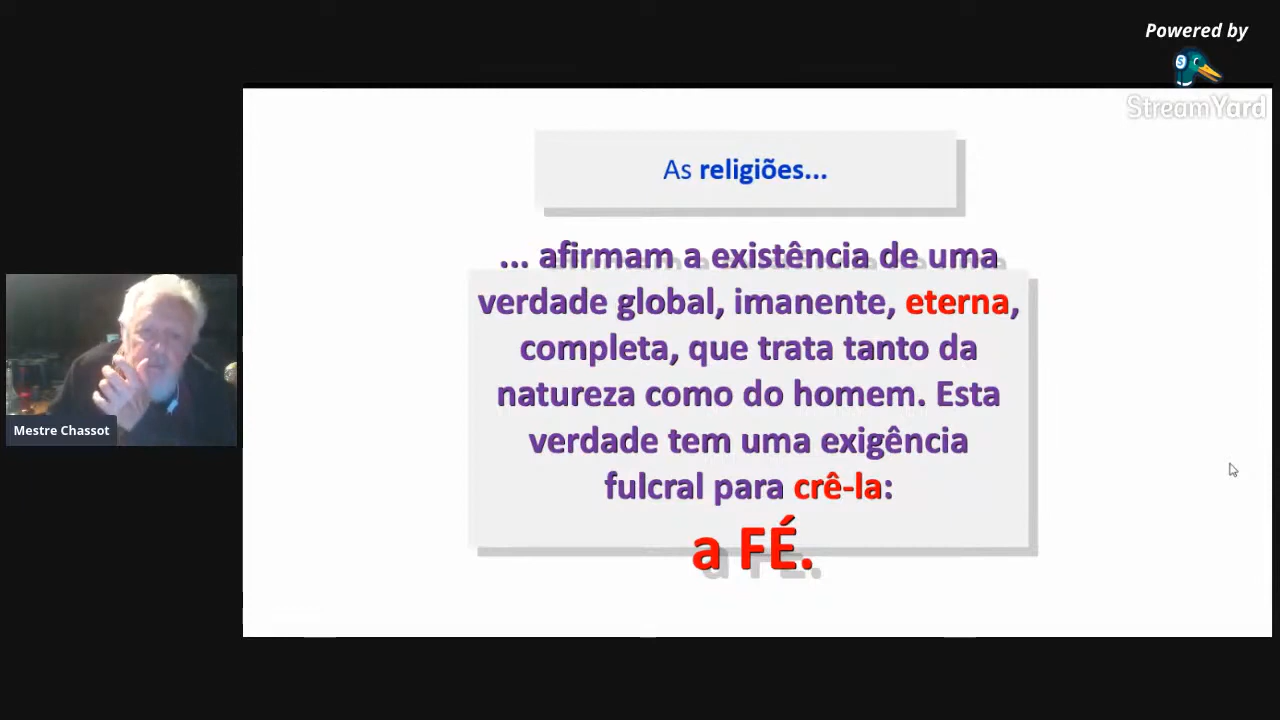 Powered by
StreamYard
As religiões...
... afirmam a existência de uma
verdade global, imanente, eterna,
completa, que trata tanto da
natureza como do homem. Esta
verdade tem uma exigência
fulcral para crê-la:
a FÉ.
Mestre Chassot